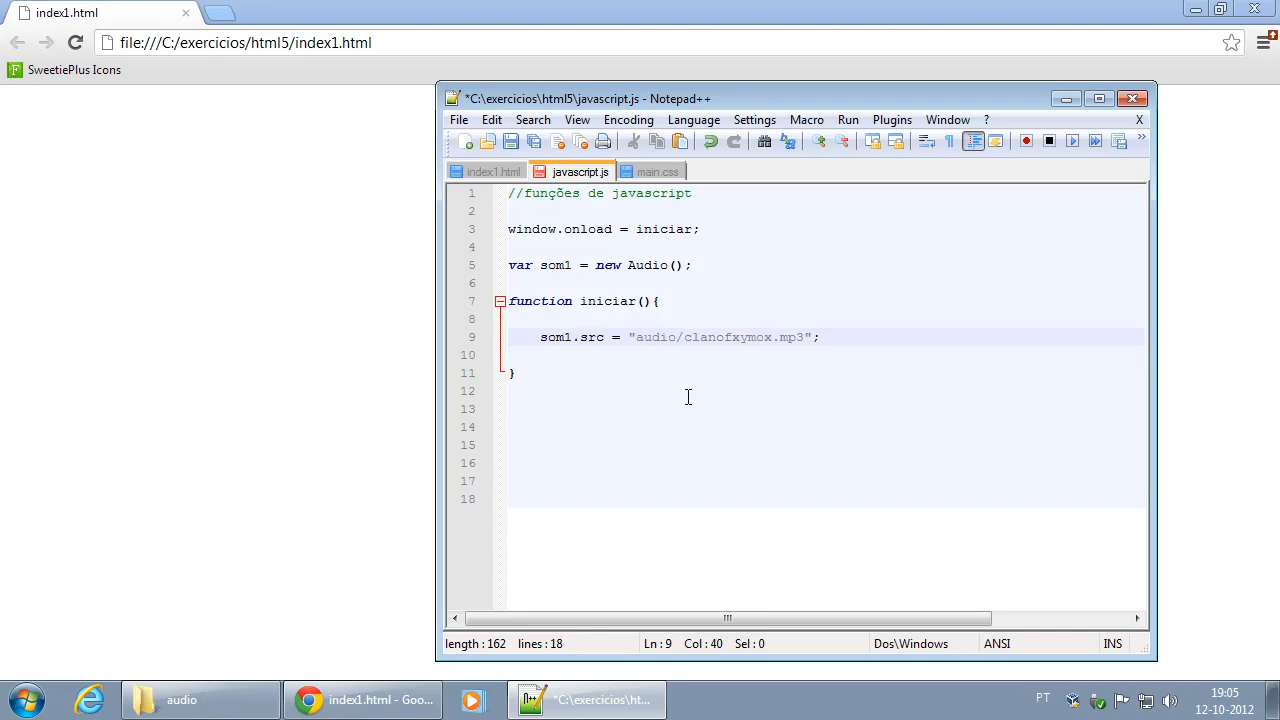 index1.html
file:///C:/exercicios/html5/index1.html
SweetiePlus Icons
*C:\exercicios\html5\javascript.js - Notepad++
File Edit Search View Encoding Language Settings Macro Run Plugins Window ? X
index1.html javascript.js main.css
1 //funções de javascript
2
3 window.onload = iniciar;
4
5 var som1 = new Audio();
6
7 function iniciar(){
8
9 som1.src = "audio/clanofxymox.mp3";
10
11 }
12
13
14
15
16
17
18
length : 162 lines : 18 Ln : 9 Col : 40 Sel : 0 Dos\Windows ANSI INS
audio index1.html - Goo... *C:\exercicios\ht... PT 19:05
12-10-2012